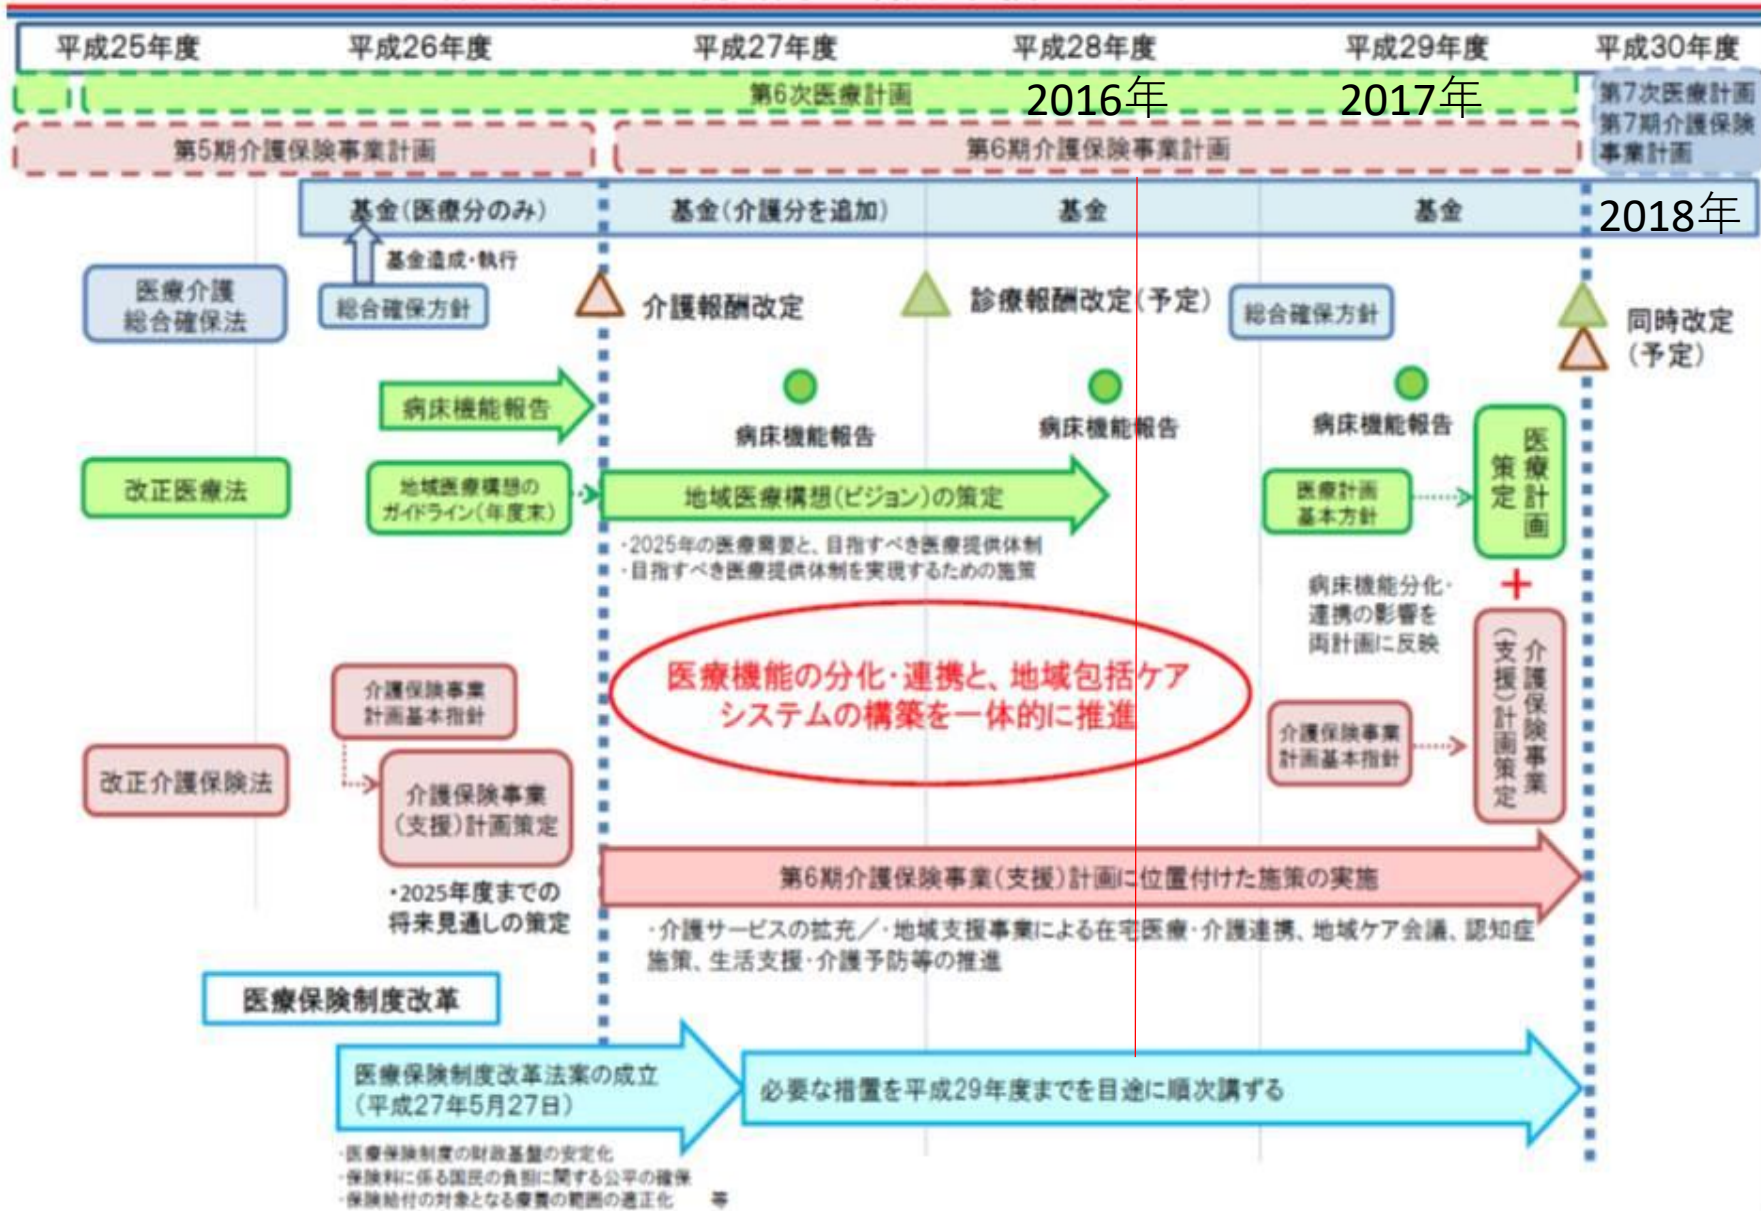 平成25年度
平成26年度
平成27年度
平成28年度
平成29年度
平成30年度
第6次医療計画
2016年
2017年
第7次医療計画
第7期介護保険
事業計画
第5期介護保険事業計画
第6期介護保険事業計画
基金(医療分のみ)
基金(介護分を追加)
基金
基金
2018年
基金造成・執行
医療介護
総合確保法
総合確保方針
介護報酬改定
診療報酬改定(予定)
総合確保方針
同時改定
(予定)
病床機能報告
病床機能報告
病床機能報告
病床機能報告
改正医療法
地域医療構想の
ガイドライン(年度末)
地域医療構想(ビジョン)の策定
医療計画
基本方針
医療計画
策定
・2025年の医療需要と、目指すべき医療提供体制
・目指すべき医療提供体制を実現するための施策
病床機能分化・
連携の影響を
両計画に反映
+
医療機能の分化・連携と、地域包括ケア
システムの構築を一体的に推進
介護保険事業
計画基本指針
介護保険事業
計画基本指針
介護保険事業
(支援)計画策定
改正介護保険法
介護保険事業
(支援)計画策定
・2025年度までの
将来見通しの策定
第6期介護保険事業(支援)計画に位置付けた施策の実施
・介護サービスの拡充/・地域支援事業による在宅医療・介護連携、地域ケア会議、認知症
施策、生活支援・介護予防等の推進
医療保険制度改革
医療保険制度改革法案の成立
(平成27年5月27日)
必要な措置を平成29年度までを目途に順次講ずる
・医療保険制度の財政基盤の安定化
・保険料に係る国民の負担に関する公平の確保
・保険給付の対象となる療養の範囲の適正化 等